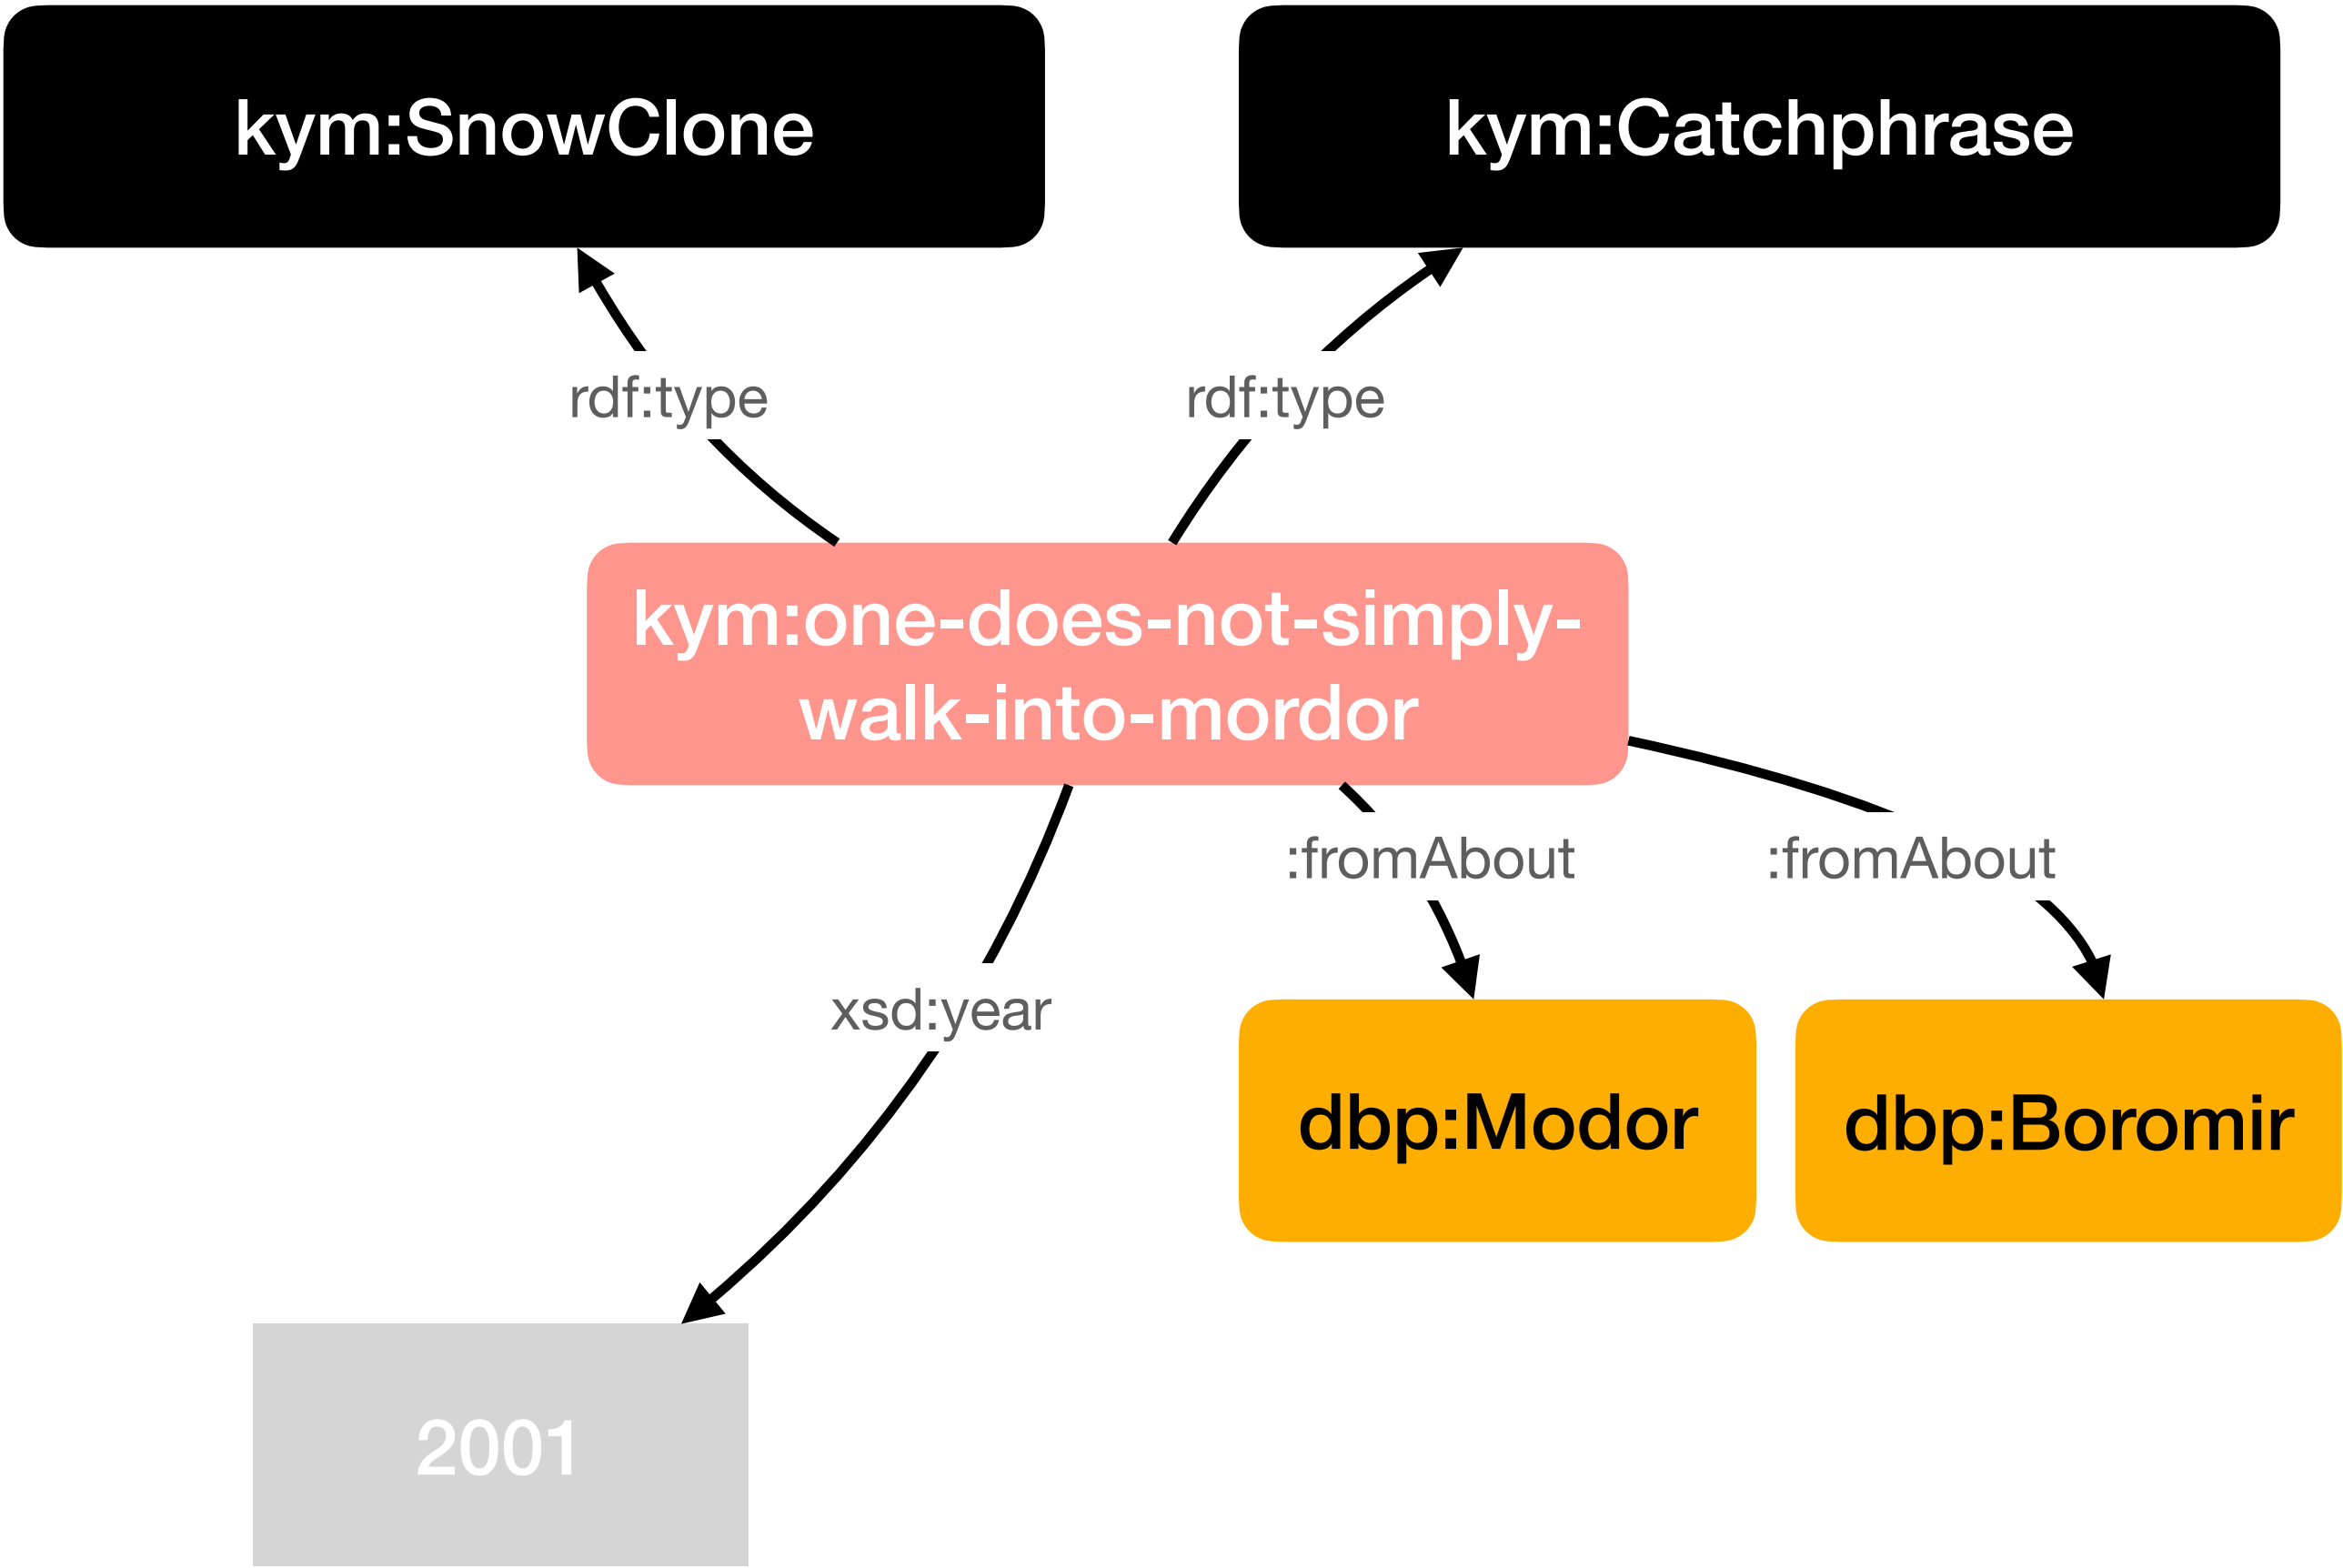 kym:SnowClone
kym:Catchphrase
rdf:type
rdf:type
kym:one-does-not-simply-
walk-into-mordor
:fromAbout
:fromAbout
xsd:year
dbp:Modor
dbp:Boromir
2001